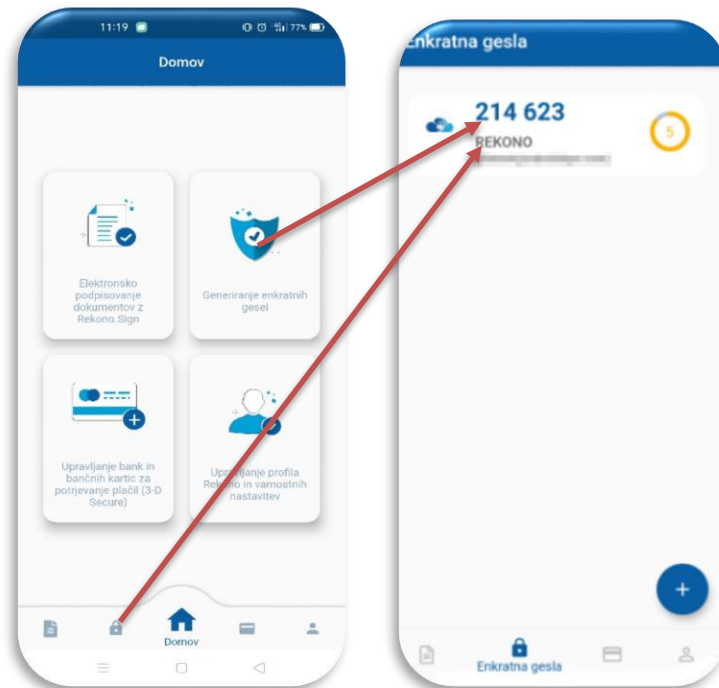 11:19
77%
Domov
Elektronsko
podpisovanje
dokumentov z
Rekono.Sign
Generiranje enkratnih
gesel
Upravljanje bank in
bančnih kartic za
potrjevanje plačil (3-D
Secure)
Upravljanje profila
Rekono in varnostnih
nastavitev
Domov
Enkratna gesla
214 623
REKONO
5
Enkratna gesla